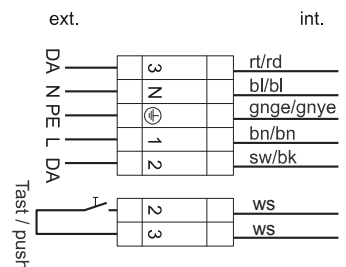 ext. int.
DA 3 rt/rd
N N bl/bl
PE gnge/gnye
L 1 bn/bn
DA 2 sw/bk
Tast / push
2 ws
3 ws